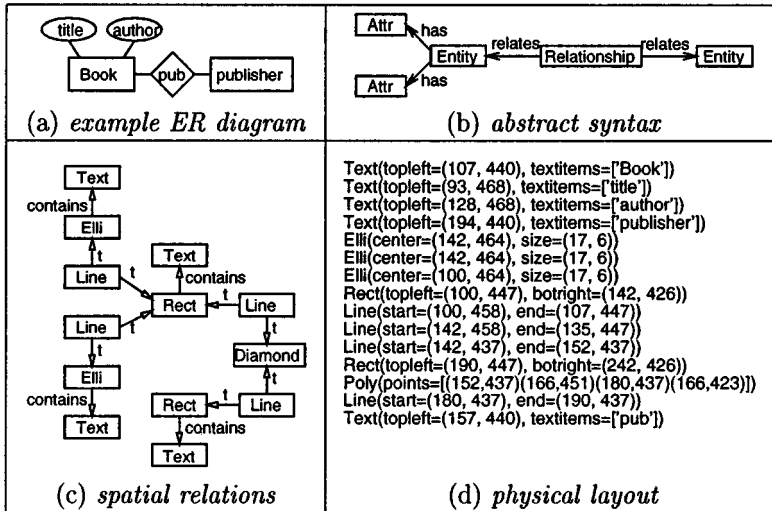 title
author
Book
pub
publisher
(a) example ER diagram
Attr
has
Entity
relates
Relationship
relates
Entity
has
Attr
(b) abstract syntax
Text
contains
Elli
t
Line
t
Text
contains
Rect
t
Line
Line
t
t
t
Diamond
Elli
t
contains
Rect
t
Line
Text
contains
Text
(c) spatial relations
Text(topleft=(107, 440), textitems=['Book'])
Text(topleft=(93, 468), textitems=['title'])
Text(topleft=(128, 468), textitems=['author'])
Text(topleft=(194, 440), textitems=['publisher'])
Elli(center=(142, 464), size=(17, 6))
Elli(center=(142, 464), size=(17, 6))
Elli(center=(100, 464), size=(17, 6))
Rect(topleft=(100, 447), botright=(142, 426))
Line(start=(100, 458), end=(107, 447))
Line(start=(142, 458), end=(135, 447))
Line(start=(142, 437), end=(152, 437))
Rect(topleft=(190, 447), botright=(242, 426))
Poly(points=[(152,437)(166,451)(180,437)(166,423)])
Line(start=(180, 437), end=(190, 437))
Text(topleft=(157, 440), textitems=['pub'])
(d) physical layout